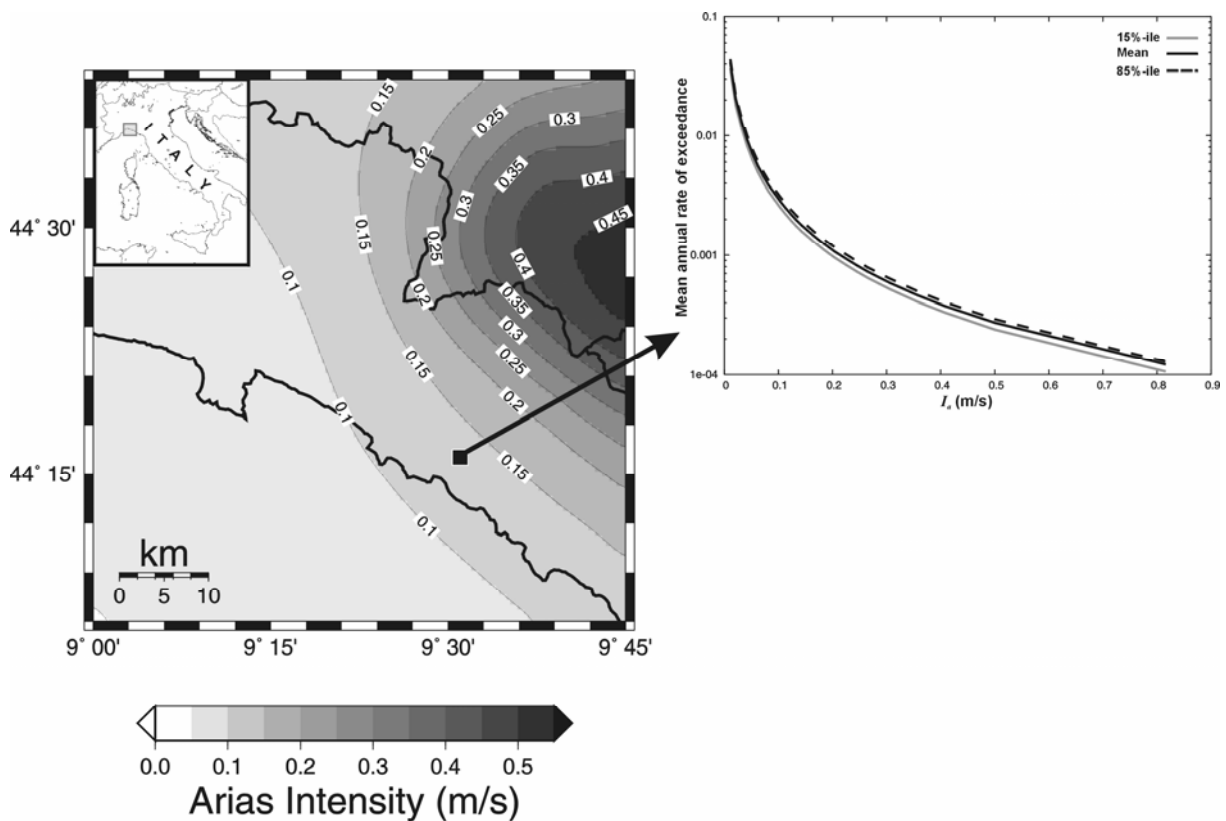 ITALY
0.15
0.25
0.3
0.2
0.35
0.4
0.3
0.45
0.15
0.25
0.4
0.1
0.2
0.35
0.3
0.15
0.25
0.2
0.1
0.15
0.1
44° 30'
44° 15'
km
0 5 10
9° 00' 9° 15' 9° 30' 9° 45'
0.0 0.1 0.2 0.3 0.4 0.5
Arias Intensity (m/s)
15%-ile
Mean
85%-ile
Mean annual rate of exceedance
0.1
0.01
0.001
1e-04
0 0.1 0.2 0.3 0.4 0.5 0.6 0.7 0.8 0.9
Iₐ (m/s)